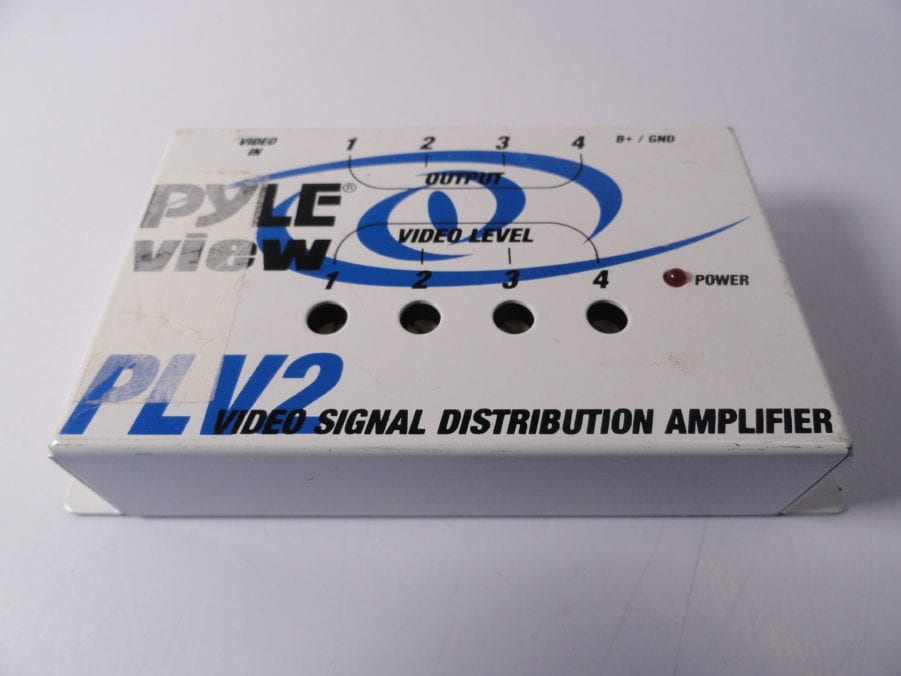 VIDEO IN
1 2 3 4
B+ / GND
OUTPUT
PYLE®
view
VIDEO LEVEL
1 2 3 4
POWER
PLV2
VIDEO SIGNAL DISTRIBUTION AMPLIFIER